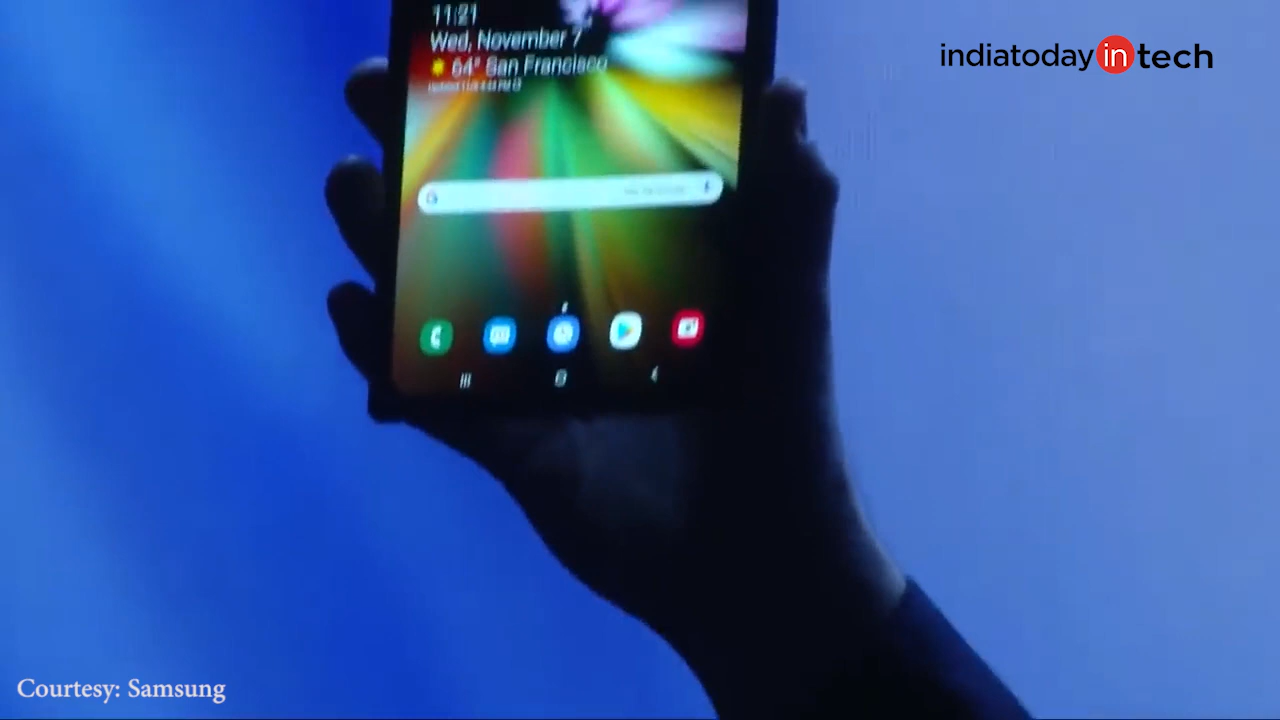 11:21
indiatoday in tech
Wed, November 7
64° San Francisco
Courtesy: Samsung